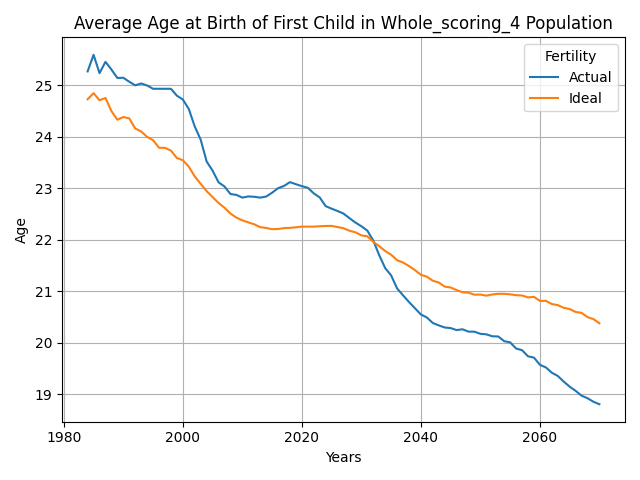 Average Age at Birth of First Child in Whole_scoring_4 Population
Fertility
Actual
Ideal
Age
25
24
23
22
21
20
19
1980
2000
2020
2040
2060
Years